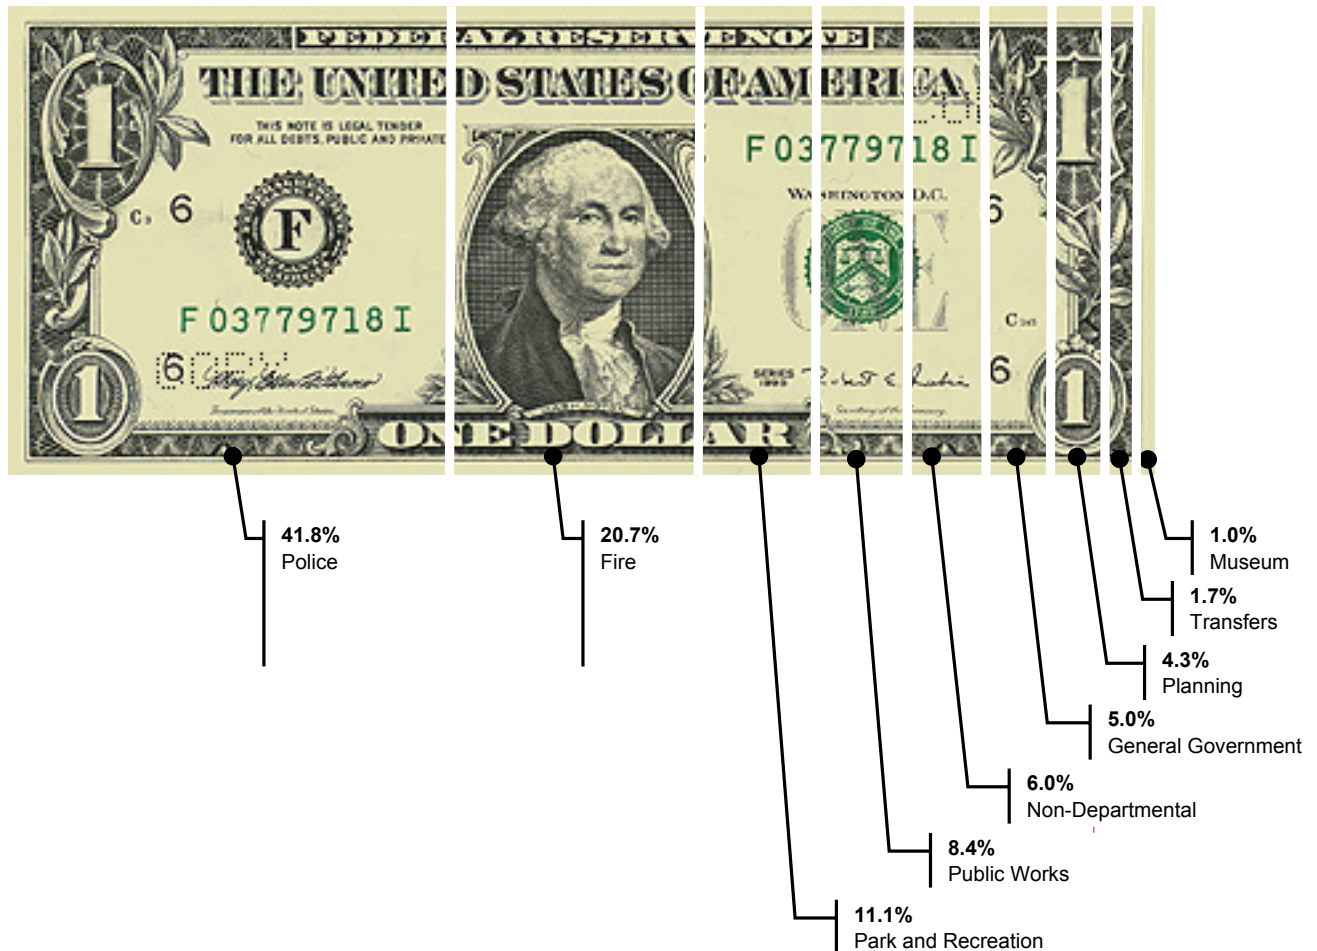 FEDERAL RESERVE NOTE
THE UNITED STATES OF AMERICA
THIS NOTE IS LEGAL TENDER
FOR ALL DEBTS, PUBLIC AND PRIVATE
F 03779718 I
WASHINGTON, D.C.
C 6
6
F
F 03779718 I
C
6
SERIES
6
1
1
1
1
ONE DOLLAR
41.8%
Police
20.7%
Fire
1.0%
Museum
1.7%
Transfers
4.3%
Planning
5.0%
General Government
6.0%
Non-Departmental
8.4%
Public Works
11.1%
Park and Recreation